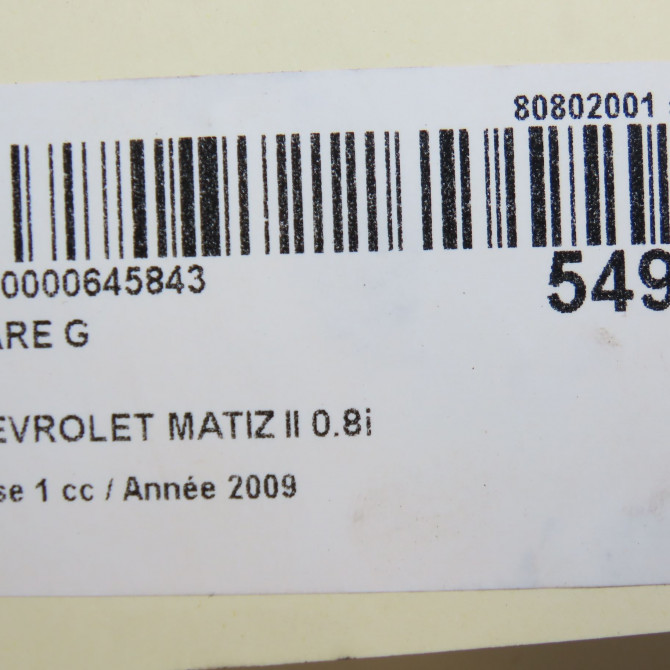 80802001
0000645843
549
ARE G
EVROLET MATIZ II 0.8i
se 1 cc / Année 2009